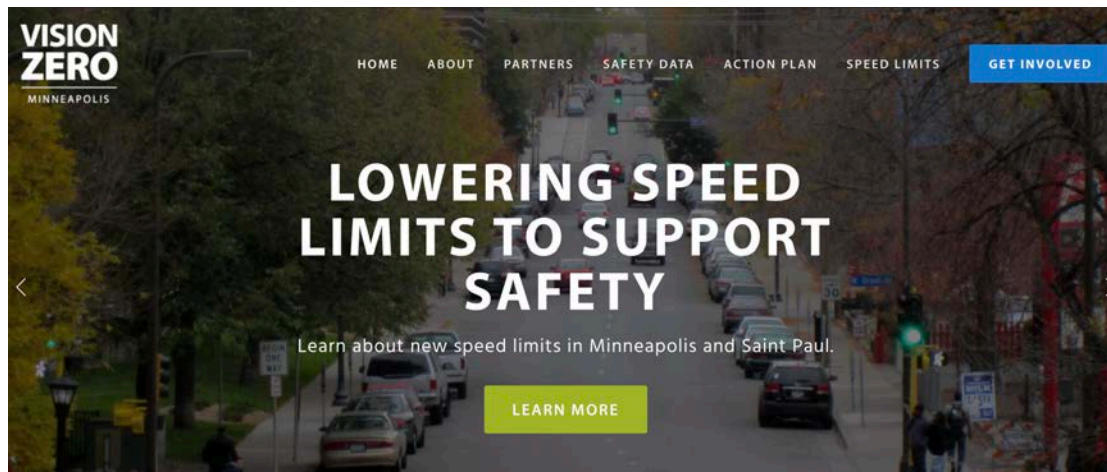 VISION
ZERO
MINNEAPOLIS
HOME ABOUT PARTNERS SAFETY DATA ACTION PLAN SPEED LIMITS GET INVOLVED
LOWERING SPEED
LIMITS TO SUPPORT
SAFETY
Learn about new speed limits in Minneapolis and Saint Paul.
LEARN MORE
BEGIN
ONE
WAY
30